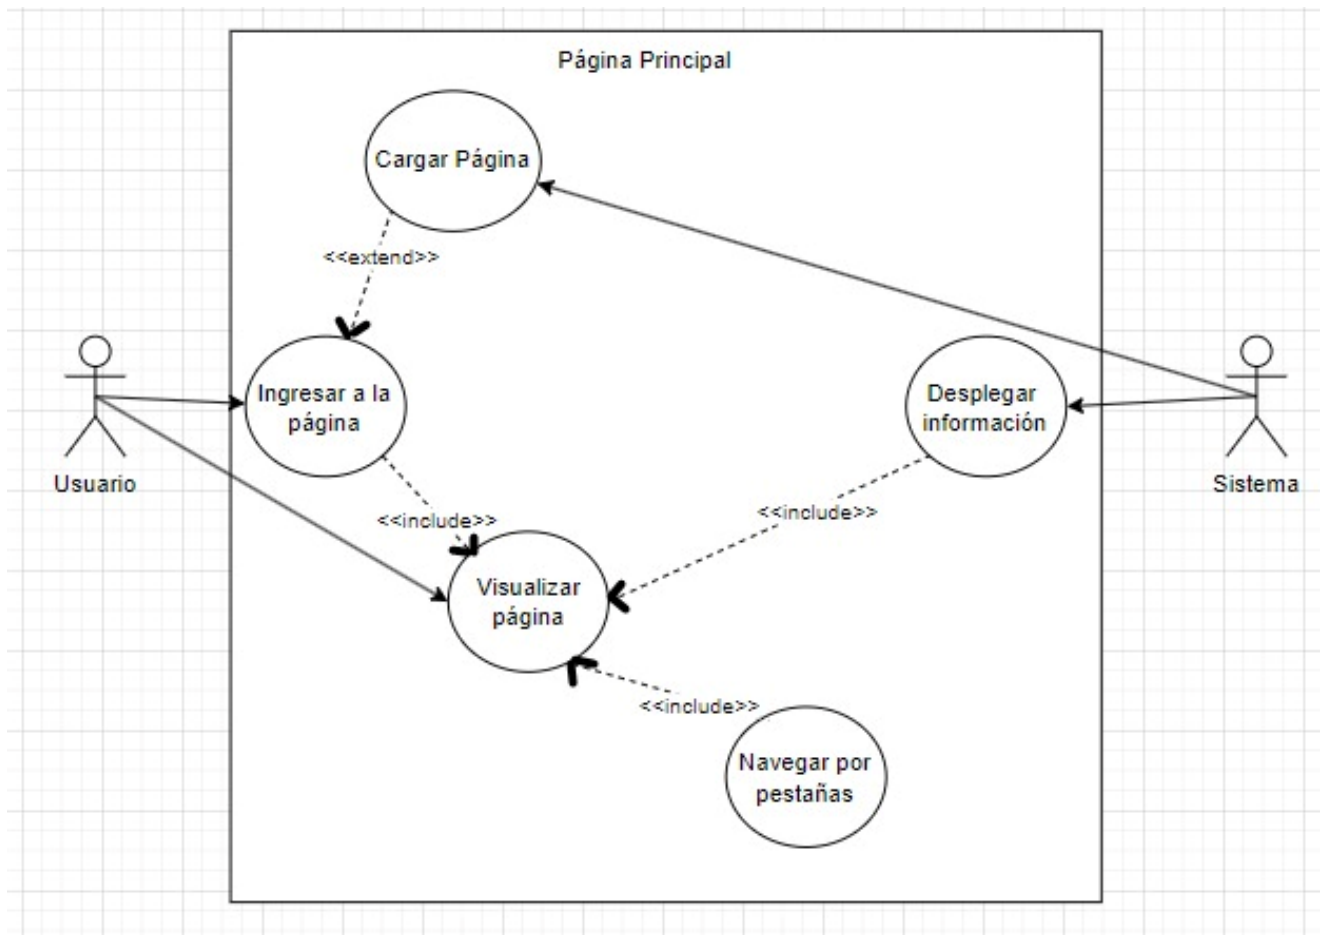 Página Principal
Cargar Página
<<extend>>
Ingresar a la
página
Desplegar
información
Usuario
Sistema
<<include>>
<<include>>
Visualizar
página
<<include>>
Navegar por
pestañas